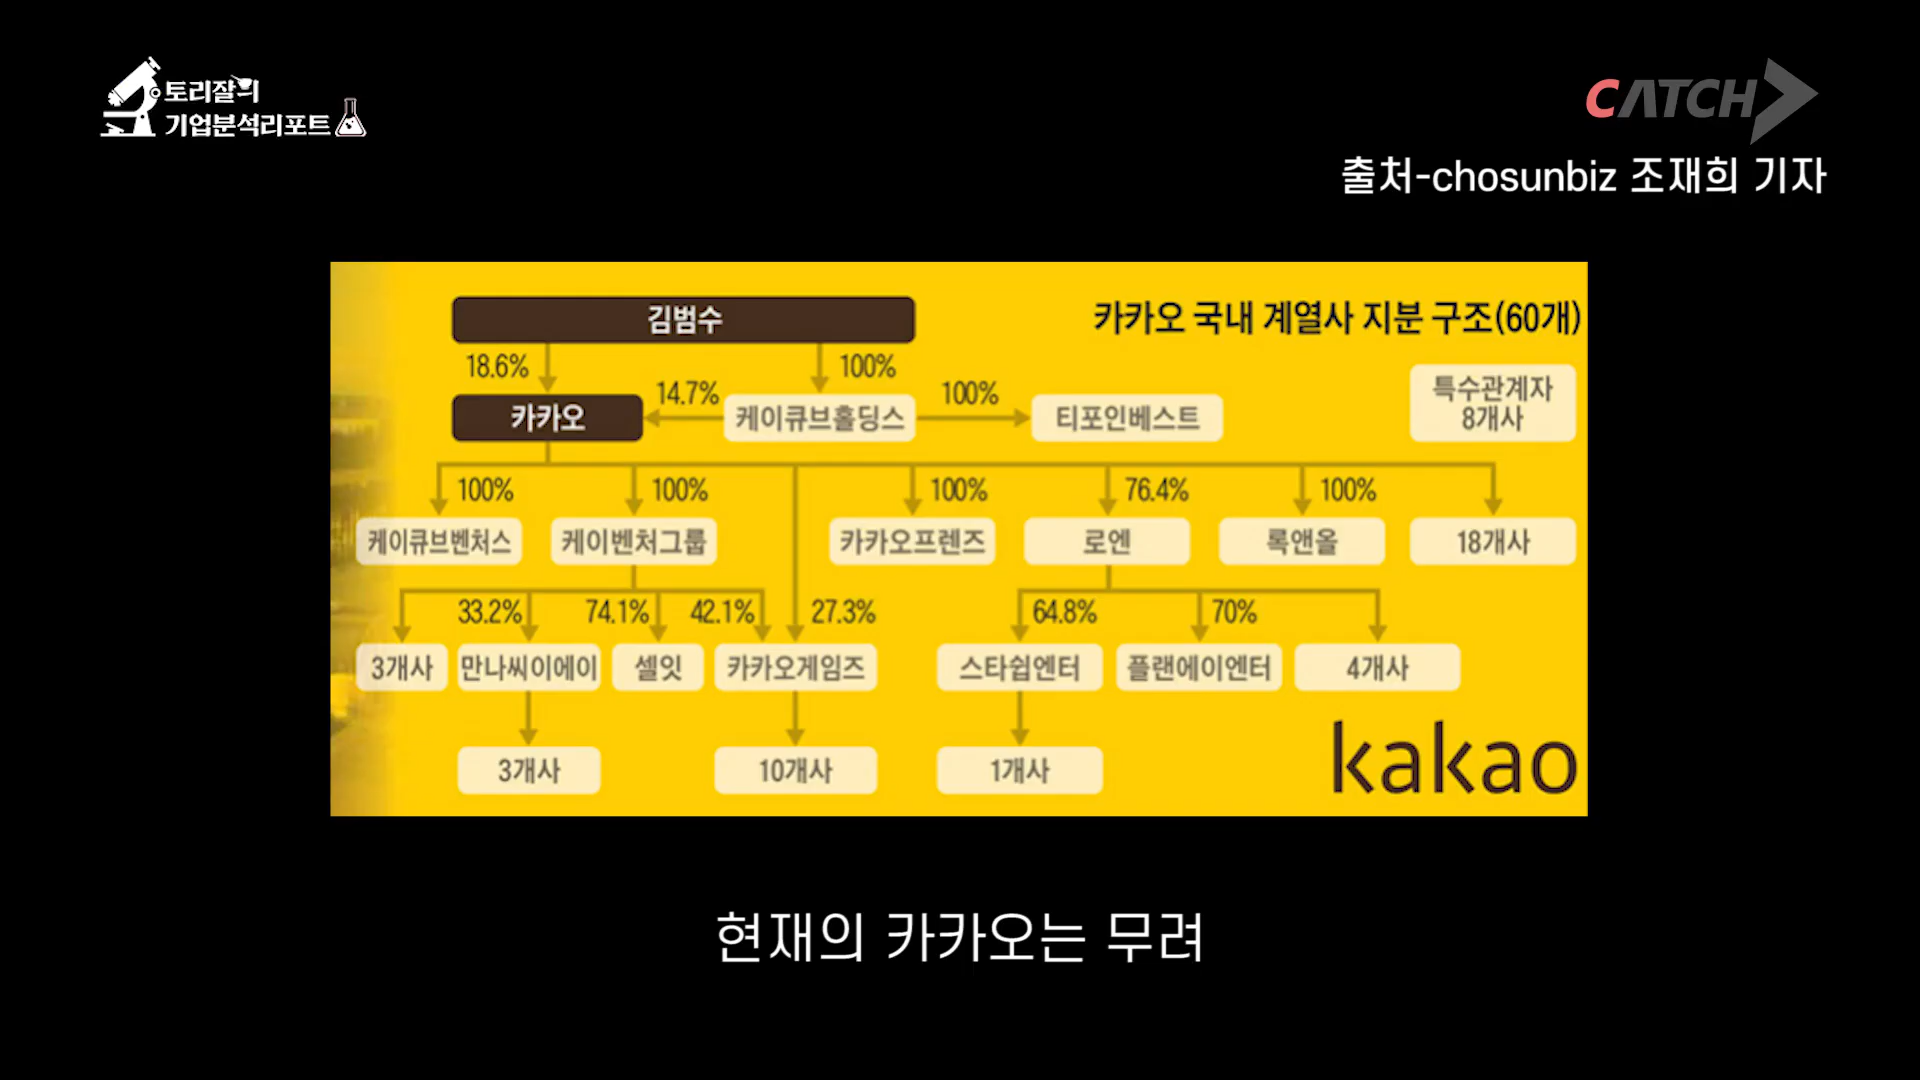 토리잘의
기업분석리포트
CATCH
출처-chosunbiz 조재희 기자
김범수
카카오 국내 계열사 지분 구조(60개)
18.6%
100%
카카오
14.7%
케이큐브홀딩스
100%
티포인베스트
특수관계자
8개사
100%
100%
100%
76.4%
100%
케이큐브벤처스
케이벤처그룹
카카오프렌즈
로엔
록앤올
18개사
33.2%
74.1%
42.1%
27.3%
64.8%
70%
3개사
만나씨이에이
셀잇
카카오게임즈
스타쉽엔터
플랜에이엔터
4개사
3개사
10개사
1개사
kakao
현재의 카카오는 무려